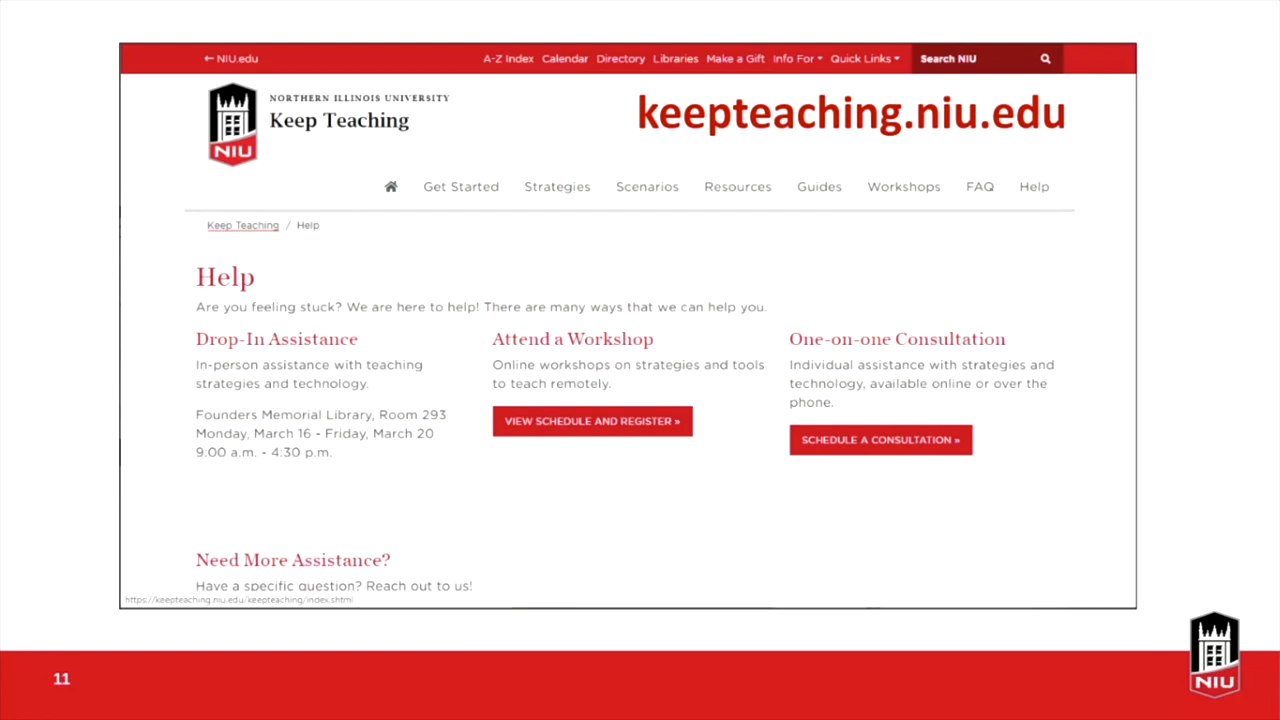 ← NIU.edu
A-Z Index Calendar Directory Libraries Make a Gift Info For Quick Links Search NIU
NORTHERN ILLINOIS UNIVERSITY
Keep Teaching
NIU
keepteaching.niu.edu
Get Started Strategies Scenarios Resources Guides Workshops FAQ Help
Keep Teaching / Help
Help
Are you feeling stuck? We are here to help! There are many ways that we can help you.
Drop-In Assistance
In-person assistance with teaching
strategies and technology.
Founders Memorial Library, Room 293
Monday, March 16 - Friday, March 20
9:00 a.m. - 4:30 p.m.
Attend a Workshop
Online workshops on strategies and tools
to teach remotely.
VIEW SCHEDULE AND REGISTER »
One-on-one Consultation
Individual assistance with strategies and
technology, available online or over the
phone.
SCHEDULE A CONSULTATION »
Need More Assistance?
Have a specific question? Reach out to us!
https://keepteaching.niu.edu/keepteaching/index.shtml
11
NIU